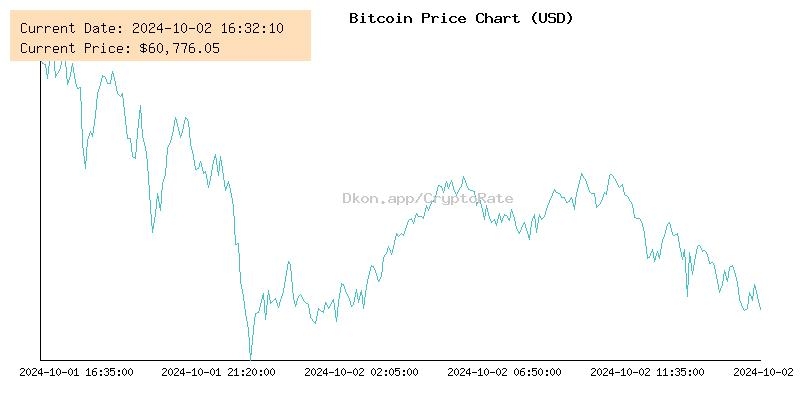 Bitcoin Price Chart (USD)
Current Date: 2024-10-02 16:32:10
Current Price: $60,776.05
Dkon.app/CryptoRate
2024-10-01 16:35:00 2024-10-01 21:20:00 2024-10-02 02:05:00 2024-10-02 06:50:00 2024-10-02 11:35:00 2024-10-02